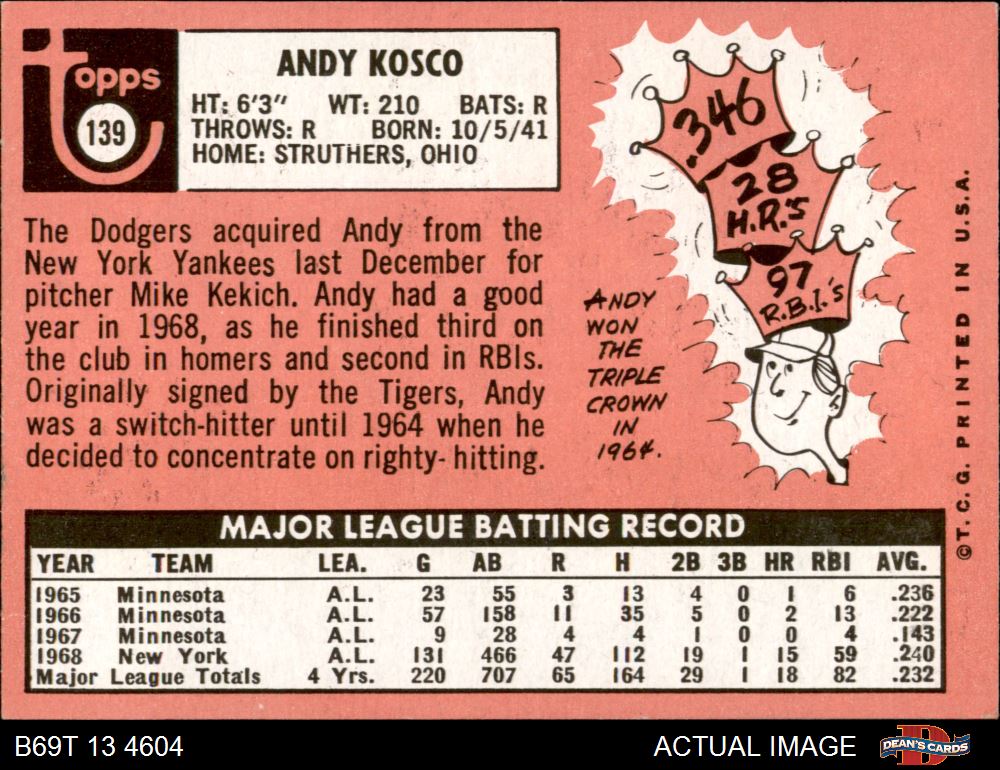 Topps
139
ANDY KOSCO
HT: 6'3" WT: 210 BATS: R
THROWS: R BORN: 10/5/41
HOME: STRUTHERS, OHIO
The Dodgers acquired Andy from the
New York Yankees last December for
pitcher Mike Kekich. Andy had a good
year in 1968, as he finished third on
the club in homers and second in RBIs.
Originally signed by the Tigers, Andy
was a switch-hitter until 1964 when he
decided to concentrate on righty- hitting.
.346
28
H.R.'S
97
R.B.I.'s
ANDY
WON
THE
TRIPLE
CROWN
IN
1964.
MAJOR LEAGUE BATTING RECORD
YEAR TEAM LEA. G AB R H 2B 3B HR RBI AVG.
1965 Minnesota A.L. 23 55 3 13 4 0 1 6 .236
1966 Minnesota A.L. 57 158 11 35 5 0 2 13 .222
1967 Minnesota A.L. 9 28 4 4 1 0 0 4 .143
1968 New York A.L. 131 466 47 112 19 1 15 59 .240
Major League Totals 4 Yrs. 220 707 65 164 29 1 18 82 .232
©T. C. G. PRINTED IN U.S.A.
B69T 13 4604
ACTUAL IMAGE
D
DEAN'S CARDS